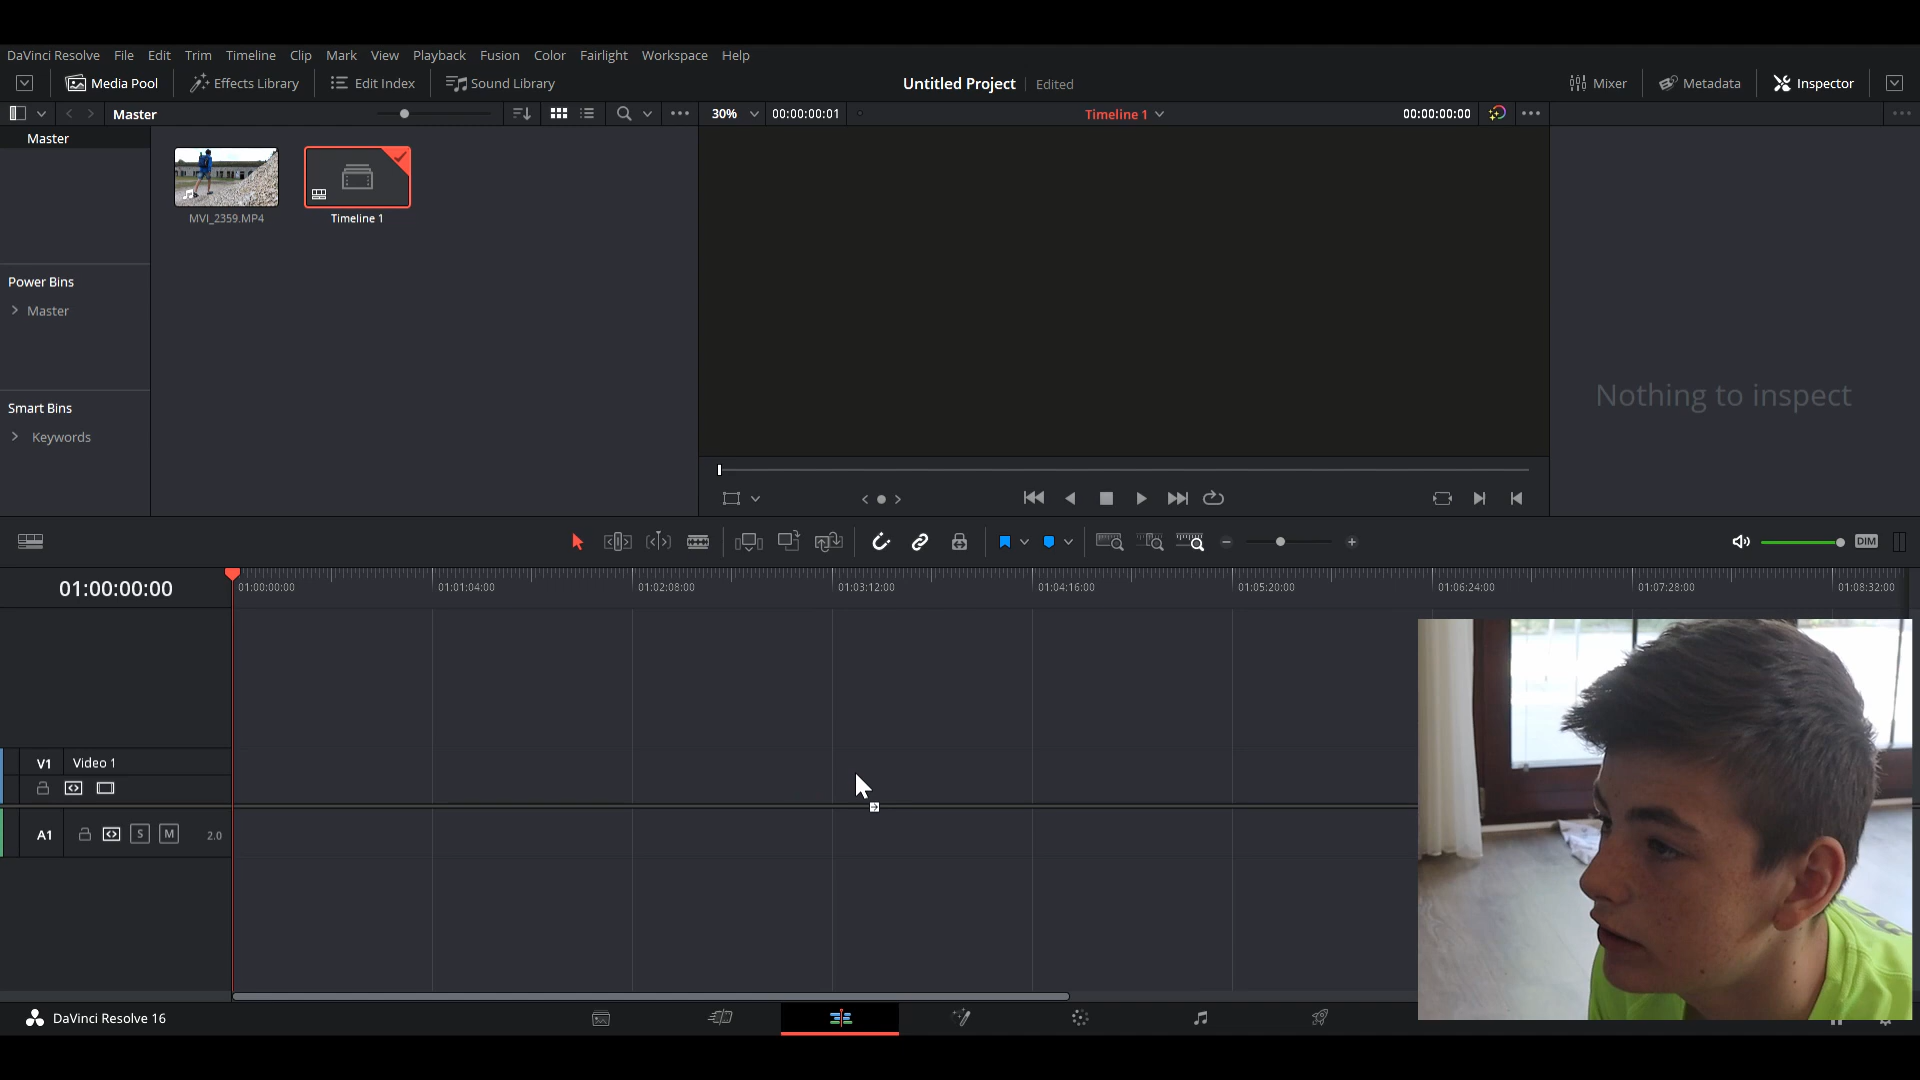 DaVinci Resolve File Edit Trim Timeline Clip Mark View Playback Fusion Color Fairlight Workspace Help
Media Pool Effects Library Edit Index Sound Library Untitled Project Edited Mixer Metadata Inspector
Master 30% 00:00:00:01 Timeline 1 00:00:00:00
Master
MVI_2359.MP4 Timeline 1
Power Bins
Master
Nothing to inspect
Smart Bins
Keywords
DIM
01:00:00:00 01:00:00:00 01:01:04:00 01:02:08:00 01:03:12:00 01:04:16:00 01:05:20:00 01:06:24:00 01:07:28:00 01:08:32:00
V1 Video 1
A1 S M 2.0
DaVinci Resolve 16